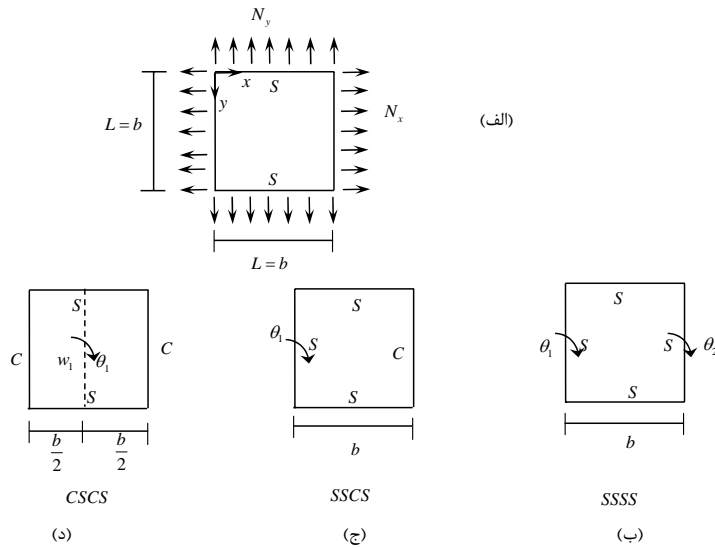 N_y
x
S
y
L = b
N_x
(الف)
S
L = b
S
C
w_1
θ_1
C
S
b/2
b/2
CSCS
(د)
S
θ_1
S
C
S
b
SSCS
(ج)
S
θ_1
S
S
θ_2
S
b
SSSS
(ب)